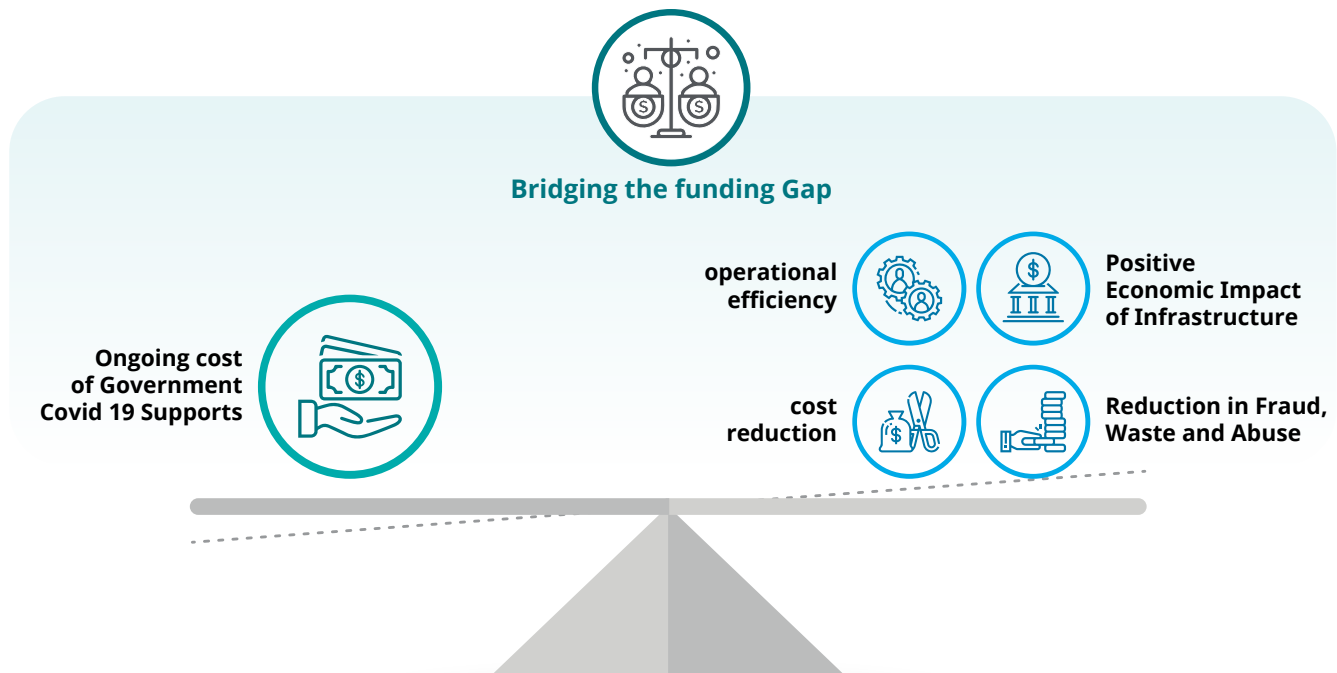 Bridging the funding Gap
Ongoing cost
of Government
Covid 19 Supports
operational
efficiency
Positive
Economic Impact
of Infrastructure
cost
reduction
Reduction in Fraud,
Waste and Abuse